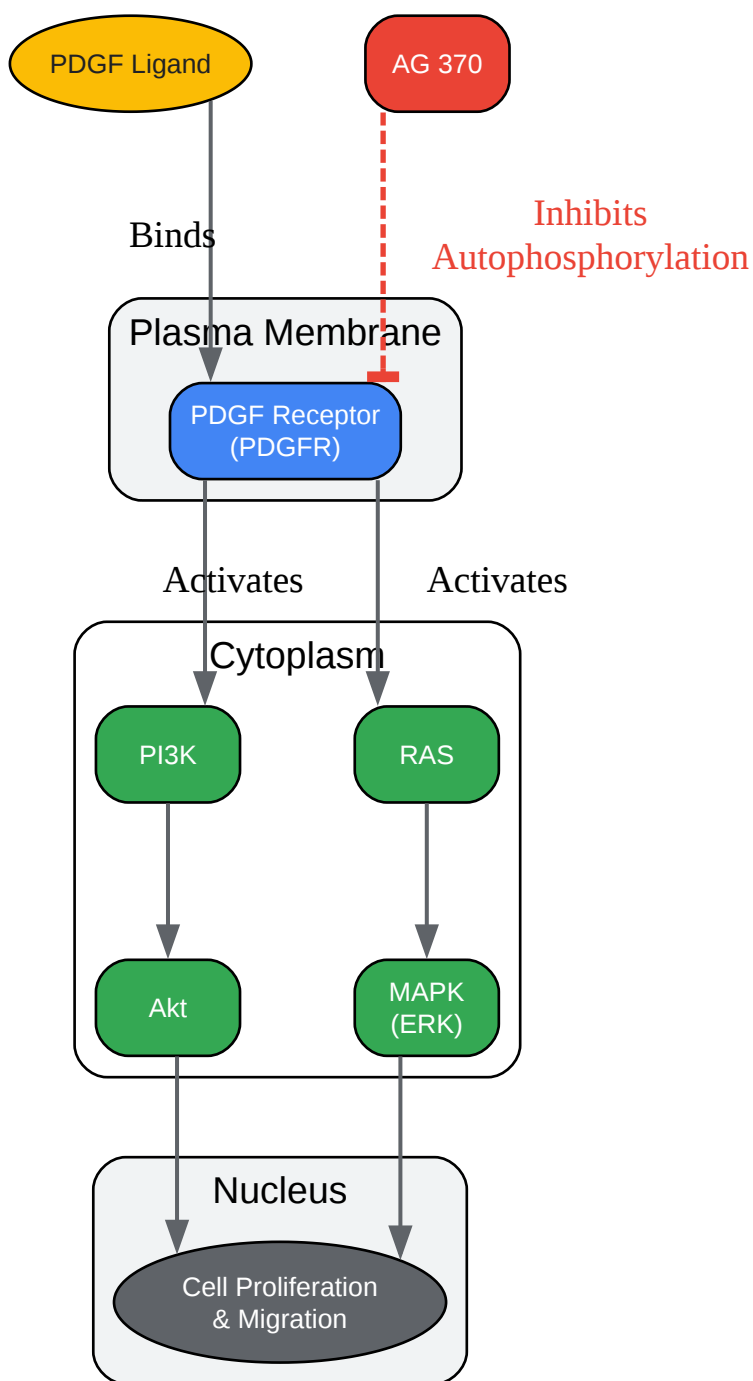 PDGF Ligand
AG 370
Binds
Inhibits
Autophosphorylation
Plasma Membrane
PDGF Receptor
(PDGFR)
Activates
Activates
Cytoplasm
PI3K
RAS
Akt
MAPK
(ERK)
Nucleus
Cell Proliferation
& Migration